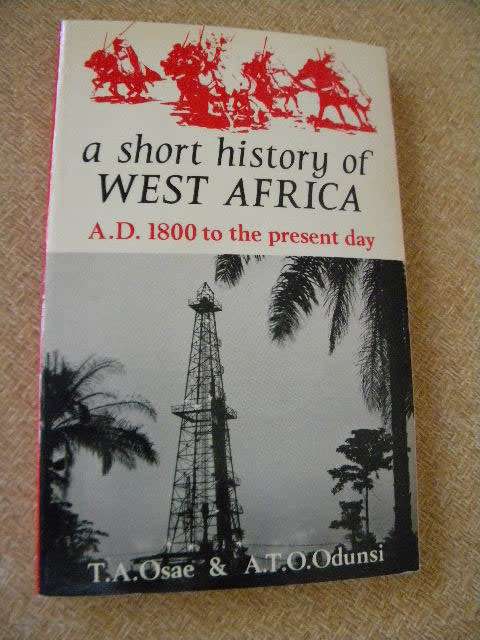 a short history of
WEST AFRICA
A.D. 1800 to the present day
T.A.Osae & A.T.O.Odunsi